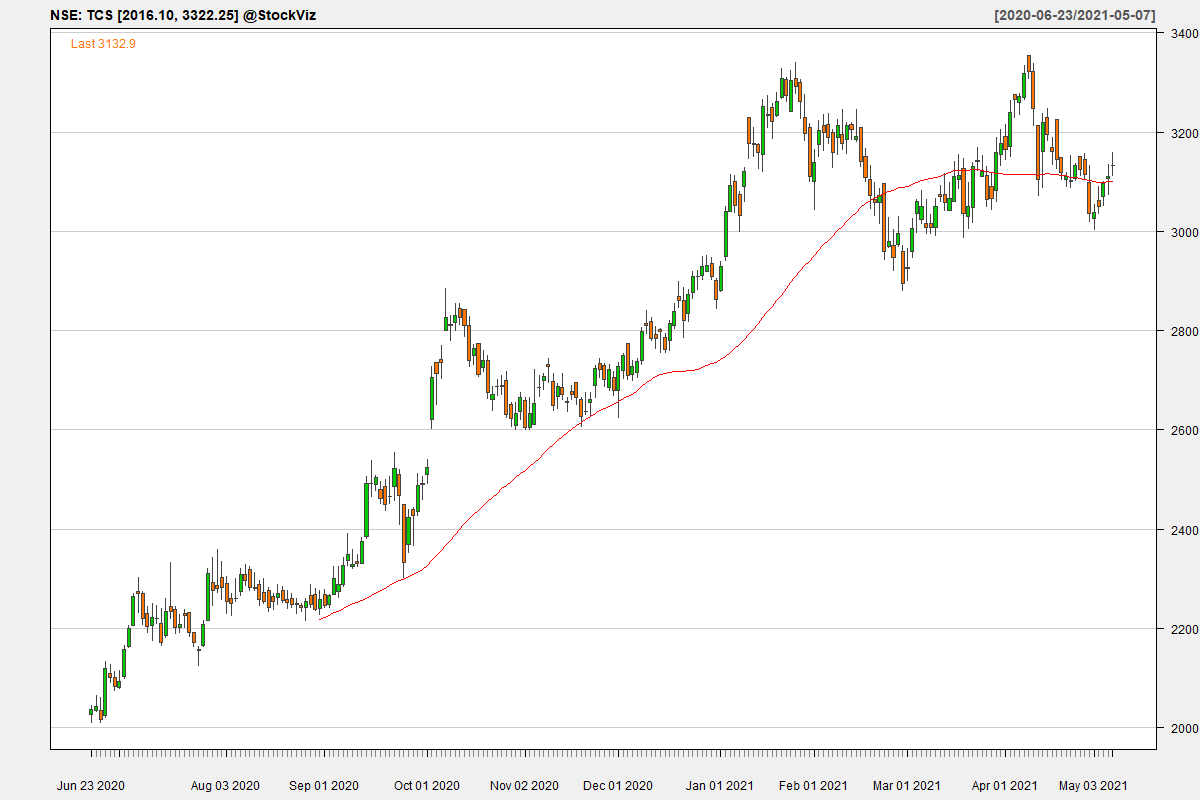 NSE: TCS [2016.10, 3322.25] @StockViz
[2020-06-23/2021-05-07]
Last 3132.9
3400
3200
3000
2800
2600
2400
2200
2000
Jun 23 2020
Aug 03 2020
Sep 01 2020
Oct 01 2020
Nov 02 2020
Dec 01 2020
Jan 01 2021
Feb 01 2021
Mar 01 2021
Apr 01 2021
May 03 2021